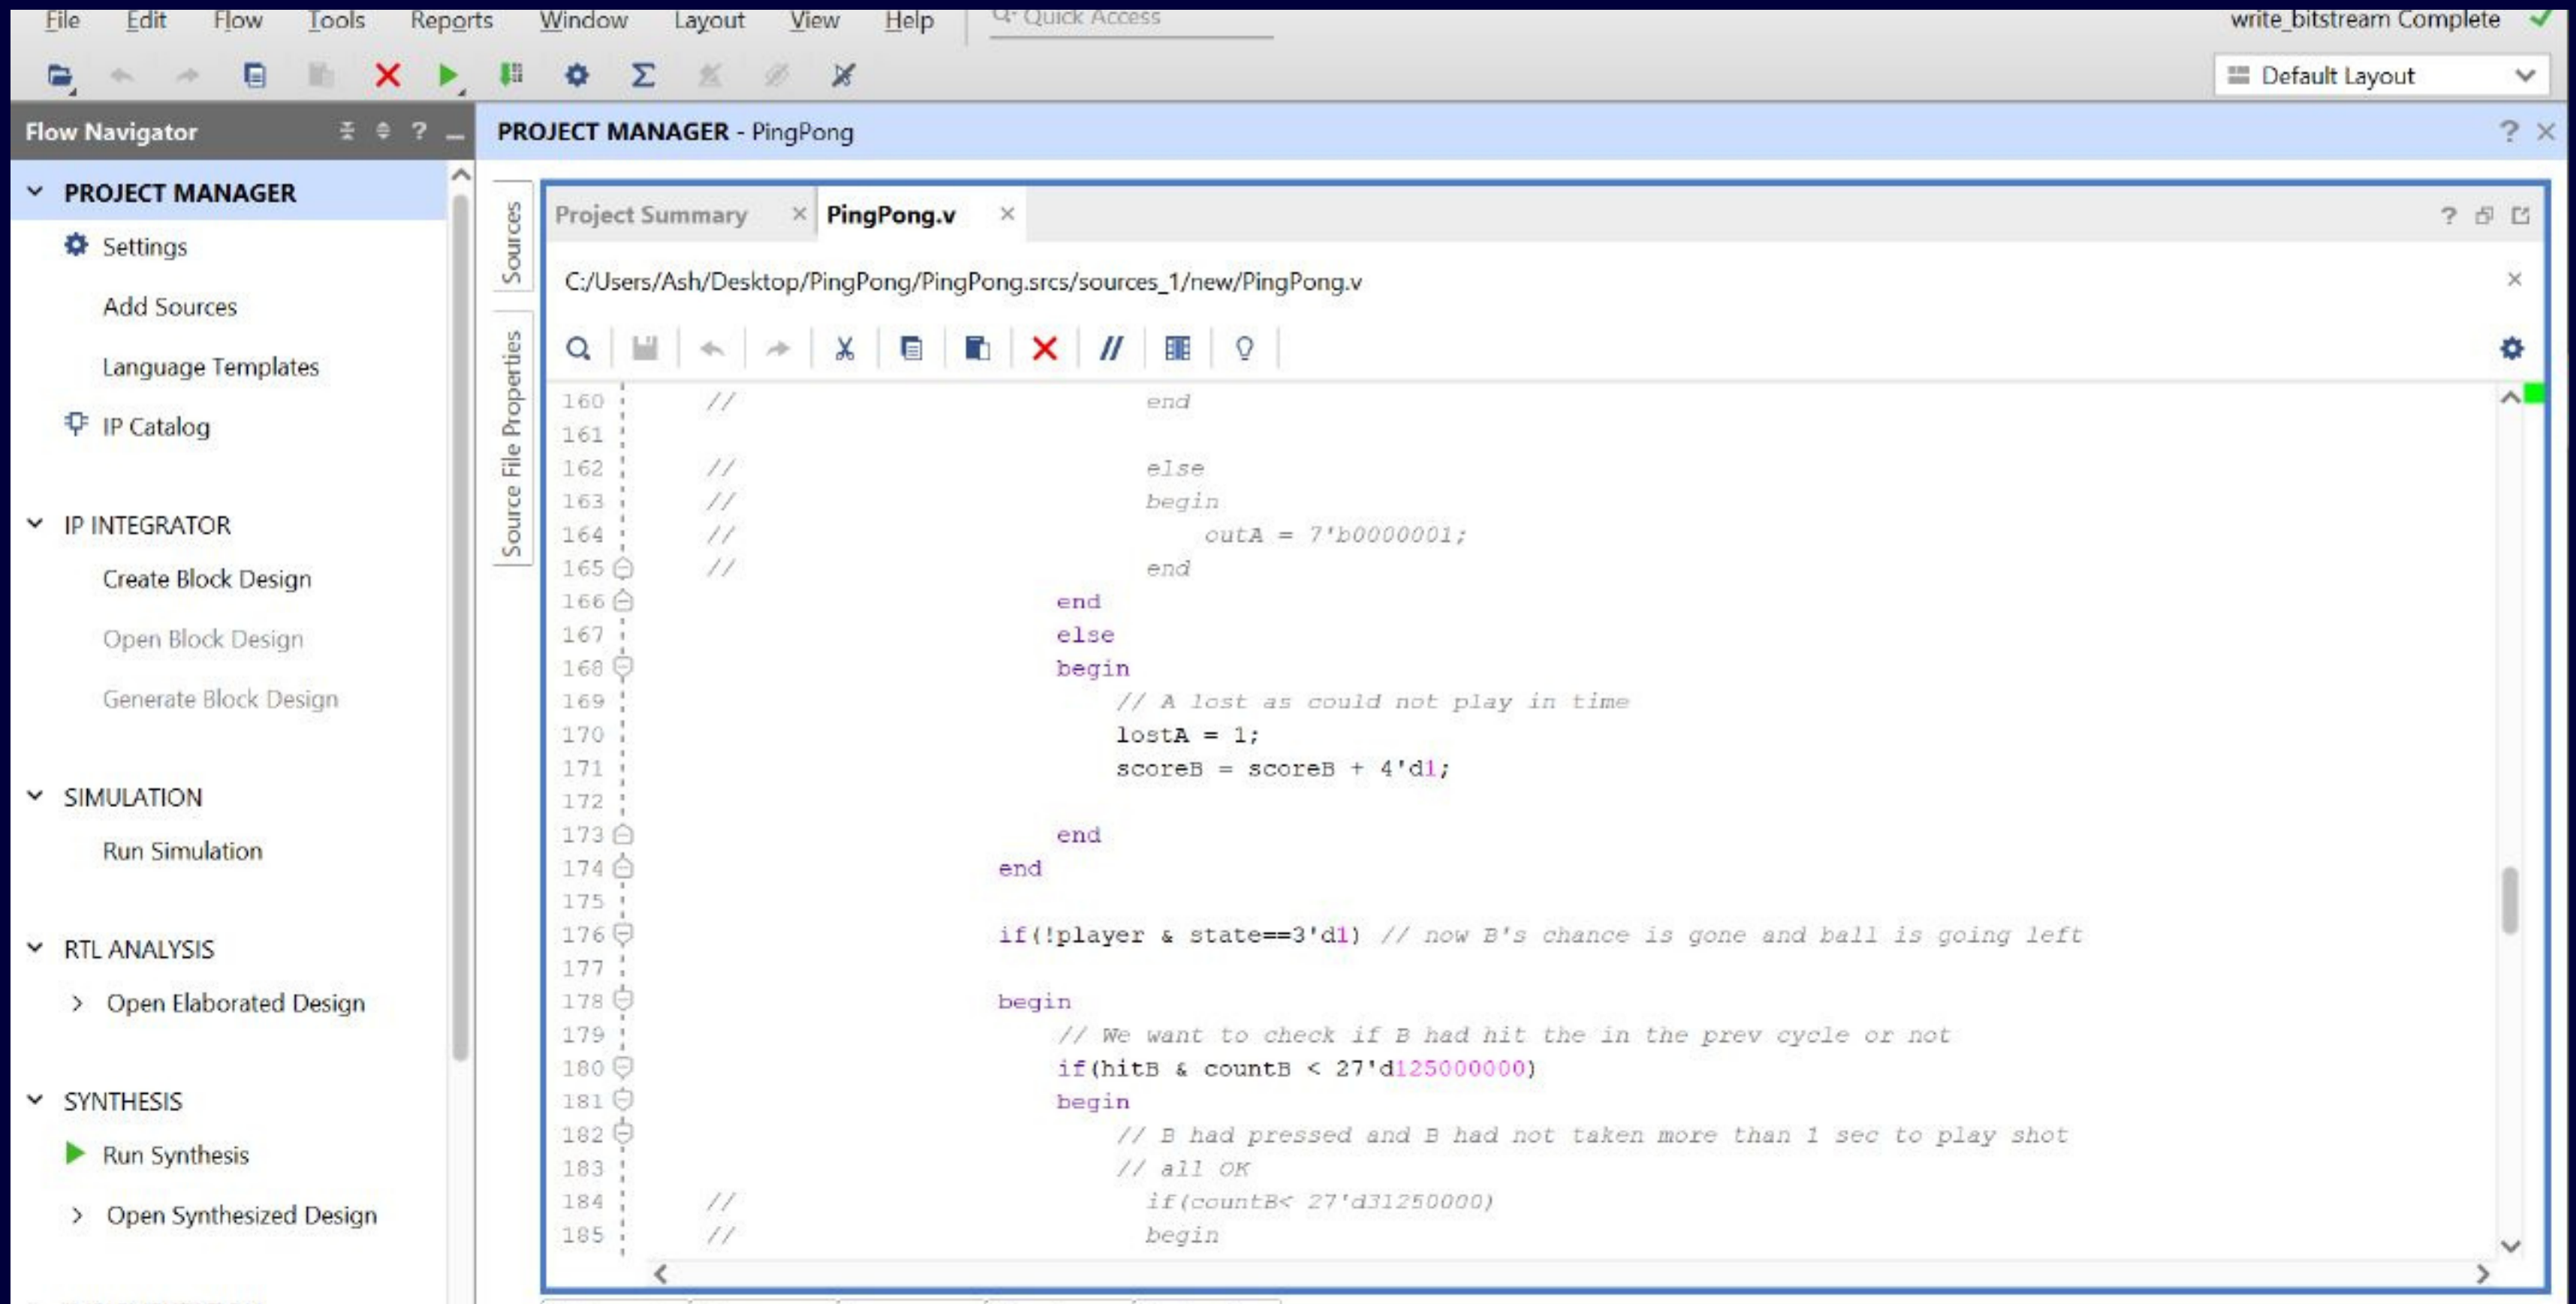 File Edit Flow Tools Reports Window Layout View Help Quick Access write_bitstream Complete
Default Layout
Flow Navigator
PROJECT MANAGER - PingPong
PROJECT MANAGER
Settings
Add Sources
Language Templates
IP Catalog
IP INTEGRATOR
Create Block Design
Open Block Design
Generate Block Design
SIMULATION
Run Simulation
RTL ANALYSIS
Open Elaborated Design
SYNTHESIS
Run Synthesis
Open Synthesized Design
Sources
Source File Properties
Project Summary PingPong.v
C:/Users/Ash/Desktop/PingPong/PingPong.srcs/sources_1/new/PingPong.v
160 // end
161
162 // else
163 // begin
164 // outA = 7'b0000001;
165 // end
166 end
167 else
168 begin
169 // A lost as could not play in time
170 lostA = 1;
171 scoreB = scoreB + 4'd1;
172
173 end
174 end
175
176 if(!player & state==3'd1) // now B's chance is gone and ball is going left
177
178 begin
179 // We want to check if B had hit the in the prev cycle or not
180 if(hitB & countB < 27'd125000000)
181 begin
182 // B had pressed and B had not taken more than 1 sec to play shot
183 // all OK
184 // if(countB< 27'd31250000)
185 // begin